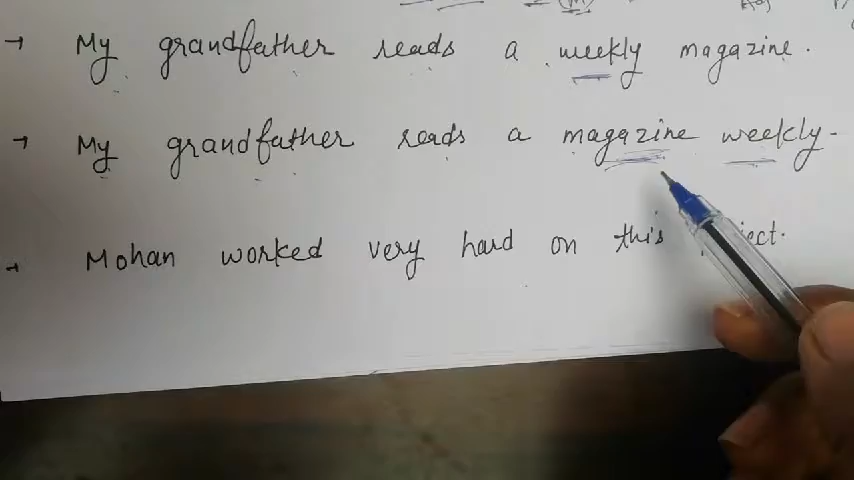 → My grandfather reads a weekly magazine.
→ My grandfather reads a magazine weekly.
→ Mohan worked very hard on this